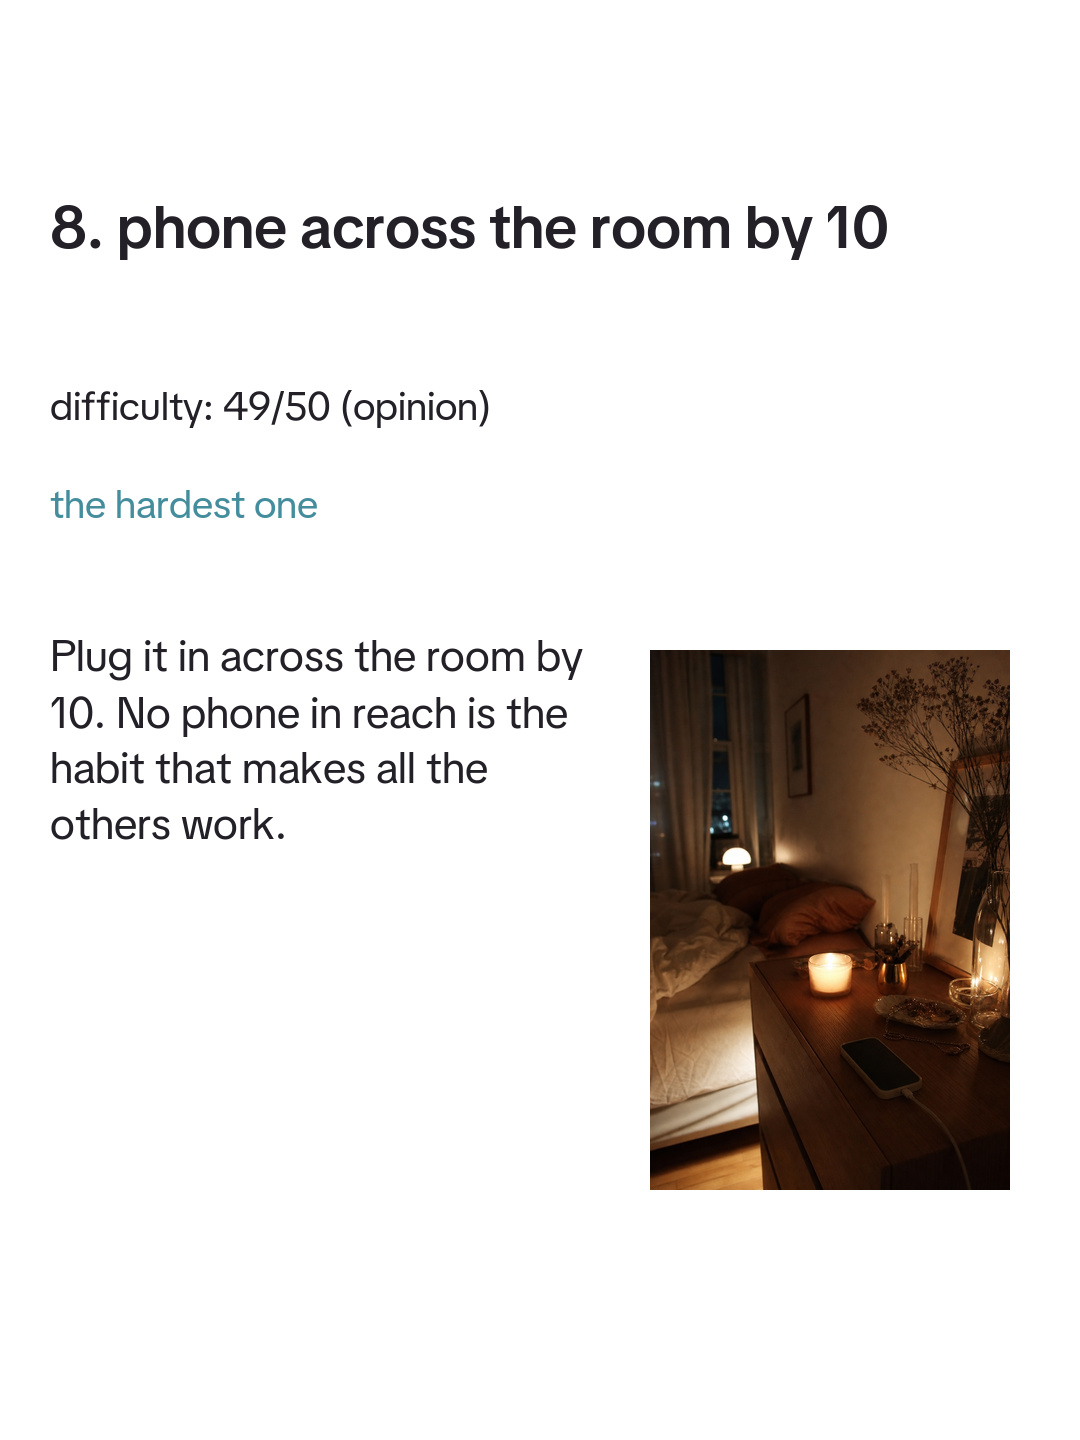 8. phone across the room by 10
difficulty: 49/50 (opinion)
the hardest one
Plug it in across the room by
10. No phone in reach is the
habit that makes all the
others work.